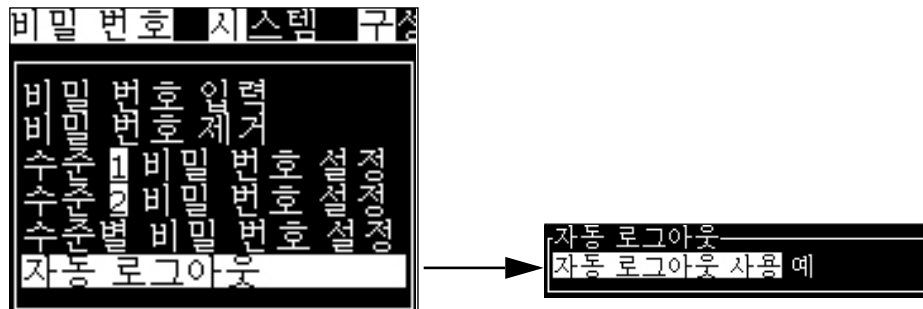 비밀 번호 시스템 구성
비밀 번호 입력
비밀 번호 제거
수준 1 비밀 번호 설정
수준 2 비밀 번호 설정
수준별 비밀 번호 설정
자동 로그아웃
자동 로그아웃
자동 로그아웃 사용 예